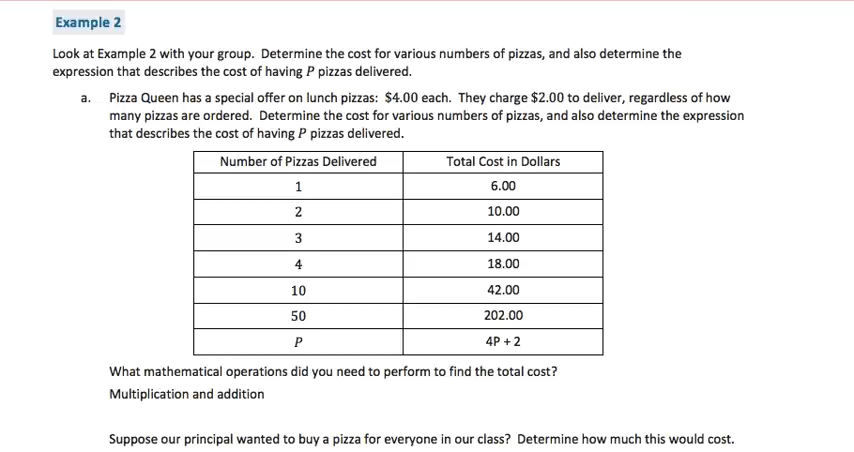 Example 2
Look at Example 2 with your group. Determine the cost for various numbers of pizzas, and also determine the
expression that describes the cost of having P pizzas delivered.
a. Pizza Queen has a special offer on lunch pizzas: $4.00 each. They charge $2.00 to deliver, regardless of how
many pizzas are ordered. Determine the cost for various numbers of pizzas, and also determine the expression
that describes the cost of having P pizzas delivered.
Number of Pizzas Delivered Total Cost in Dollars
1 6.00
2 10.00
3 14.00
4 18.00
10 42.00
50 202.00
P 4P + 2
What mathematical operations did you need to perform to find the total cost?
Multiplication and addition
Suppose our principal wanted to buy a pizza for everyone in our class? Determine how much this would cost.